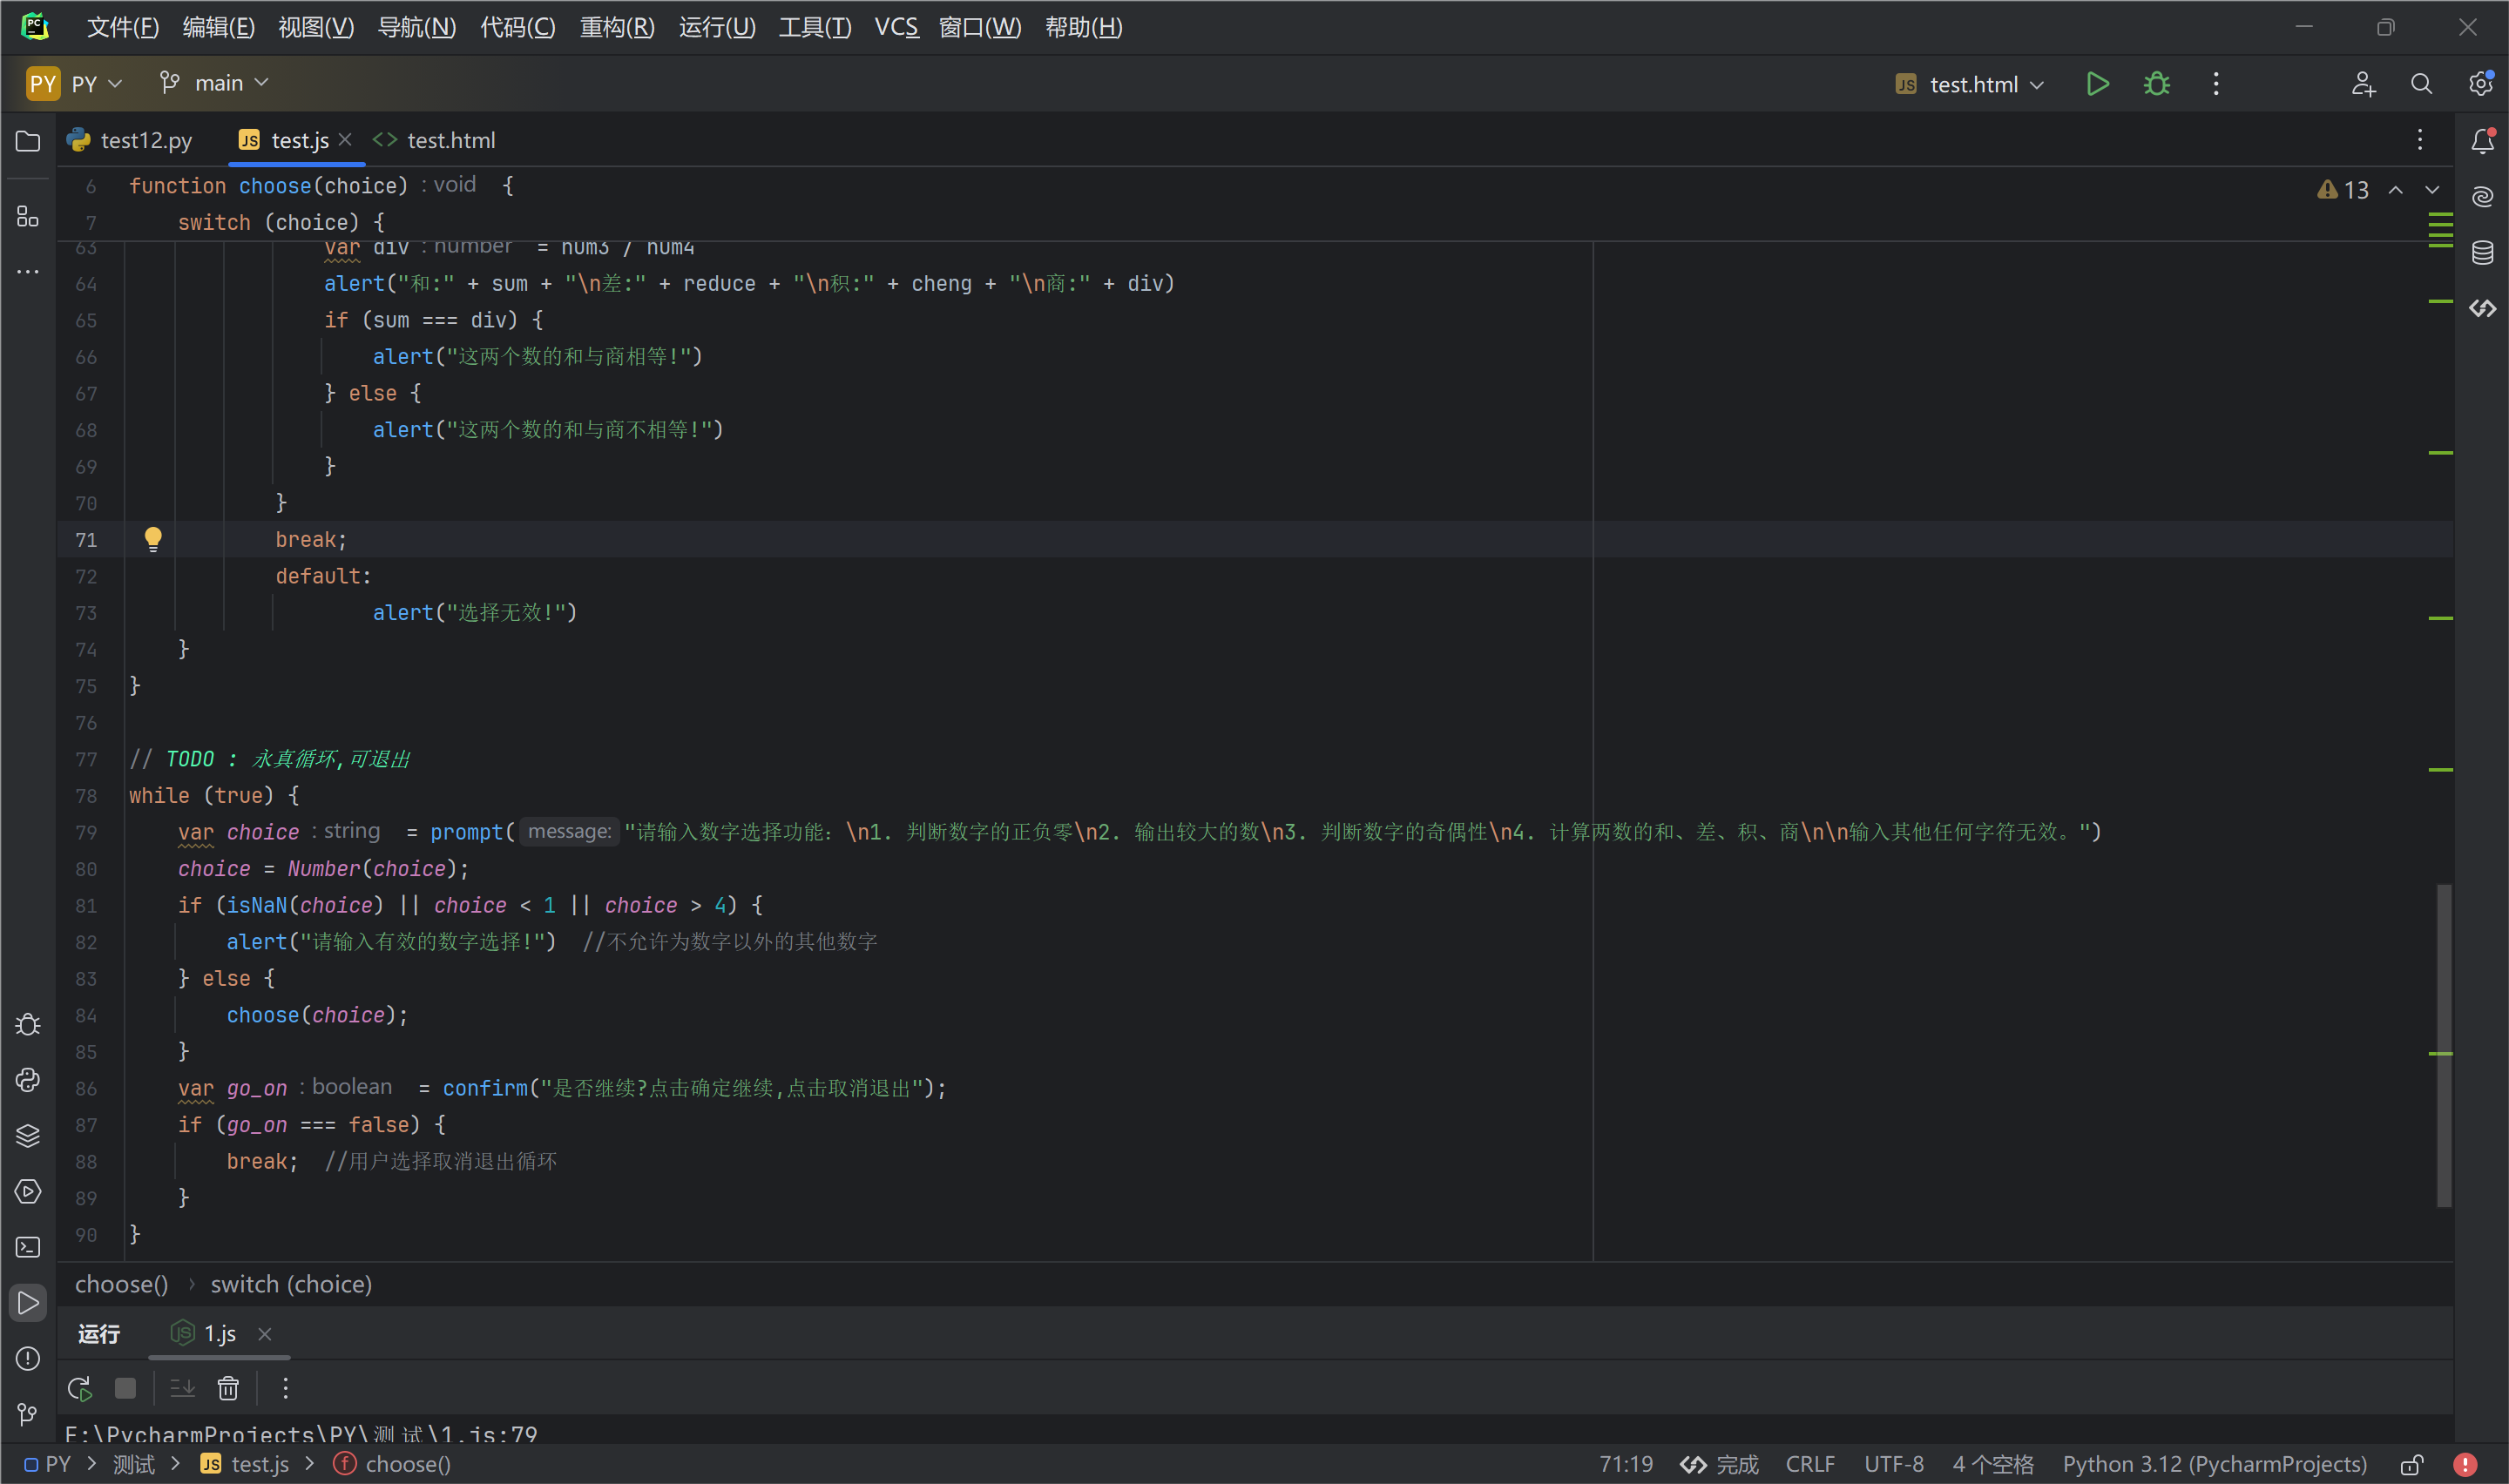 PC 文件(F) 编辑(E) 视图(V) 导航(N) 代码(C) 重构(R) 运行(U) 工具(T) VCS 窗口(W) 帮助(H)
PY PY main JS test.html
test12.py JS test.js <> test.html
6 function choose(choice) : void {
13
7 switch (choice) {
63 var div : number = num3 / num4
64 alert("和:" + sum + "\n差:" + reduce + "\n积:" + cheng + "\n商:" + div)
65 if (sum === div) {
66 alert("这两个数的和与商相等!")
67 } else {
68 alert("这两个数的和与商不相等!")
69 }
70 }
71 break;
72 default:
73 alert("选择无效!")
74 }
75 }
76
77 // TODO : 永真循环,可退出
78 while (true) {
79 var choice : string = prompt( message: "请输入数字选择功能：\n1. 判断数字的正负零\n2. 输出较大的数\n3. 判断数字的奇偶性\n4. 计算两数的和、差、积、商\n\n输入其他任何字符无效。")
80 choice = Number(choice);
81 if (isNaN(choice) || choice < 1 || choice > 4) {
82 alert("请输入有效的数字选择!") //不允许为数字以外的其他数字
83 } else {
84 choose(choice);
85 }
86 var go_on : boolean = confirm("是否继续?点击确定继续,点击取消退出");
87 if (go_on === false) {
88 break; //用户选择取消退出循环
89 }
90 }
choose() › switch (choice)
运行 JS 1.js
E:\PycharmProjects\PY\测试\1.js:79
PY > 测试 > JS test.js > f choose() 71:19 完成 CRLF UTF-8 4 个空格 Python 3.12 (PycharmProjects)